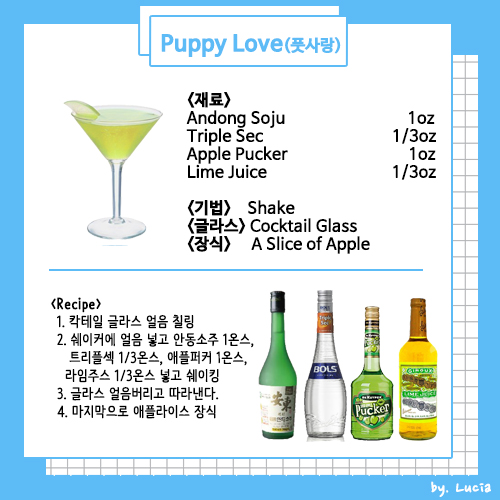 Puppy Love(풋사랑)
<재료>
Andong Soju 1oz
Triple Sec 1/3oz
Apple Pucker 1oz
Lime Juice 1/3oz
<기법> Shake
<글라스> Cocktail Glass
<장식> A Slice of Apple
<Recipe>
1. 칵테일 글라스 얼음 칠링
2. 쉐이커에 얼음 넣고 안동소주 1온스,
트리플섹 1/3온스, 애플퍼커 1온스,
라임주스 1/3온스 넣고 쉐이킹
3. 글라스 얼음버리고 따라낸다.
4. 마지막으로 애플라이스 장식
Triple Sec
BOLS
Pucker
LIME JUICE
by. Lucia